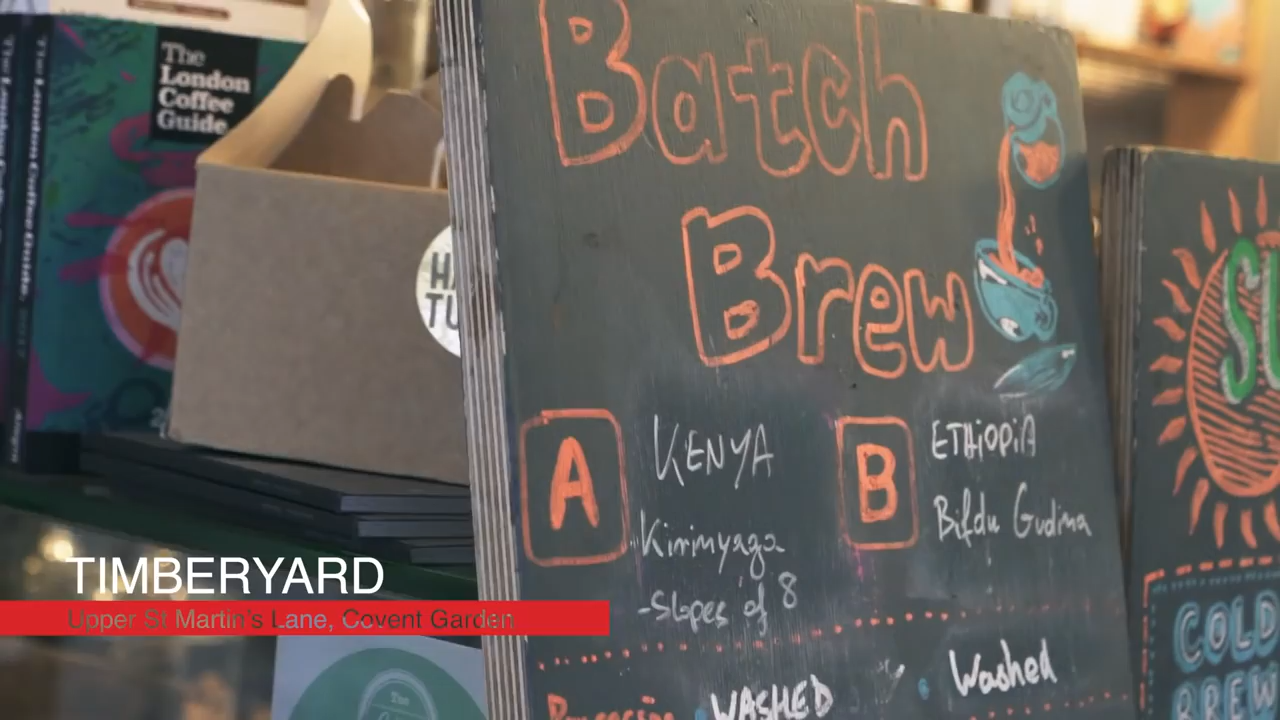 The
London
Coffee
Guide.
Batch
Brew
A
KENYA
Kirinyaga
-Slopes of 8
B
ETHiOPiA
Bifdu Gudina
WASHED
Washed
COLD
BREW
TIMBERYARD
Upper St Martin's Lane, Covent Garden